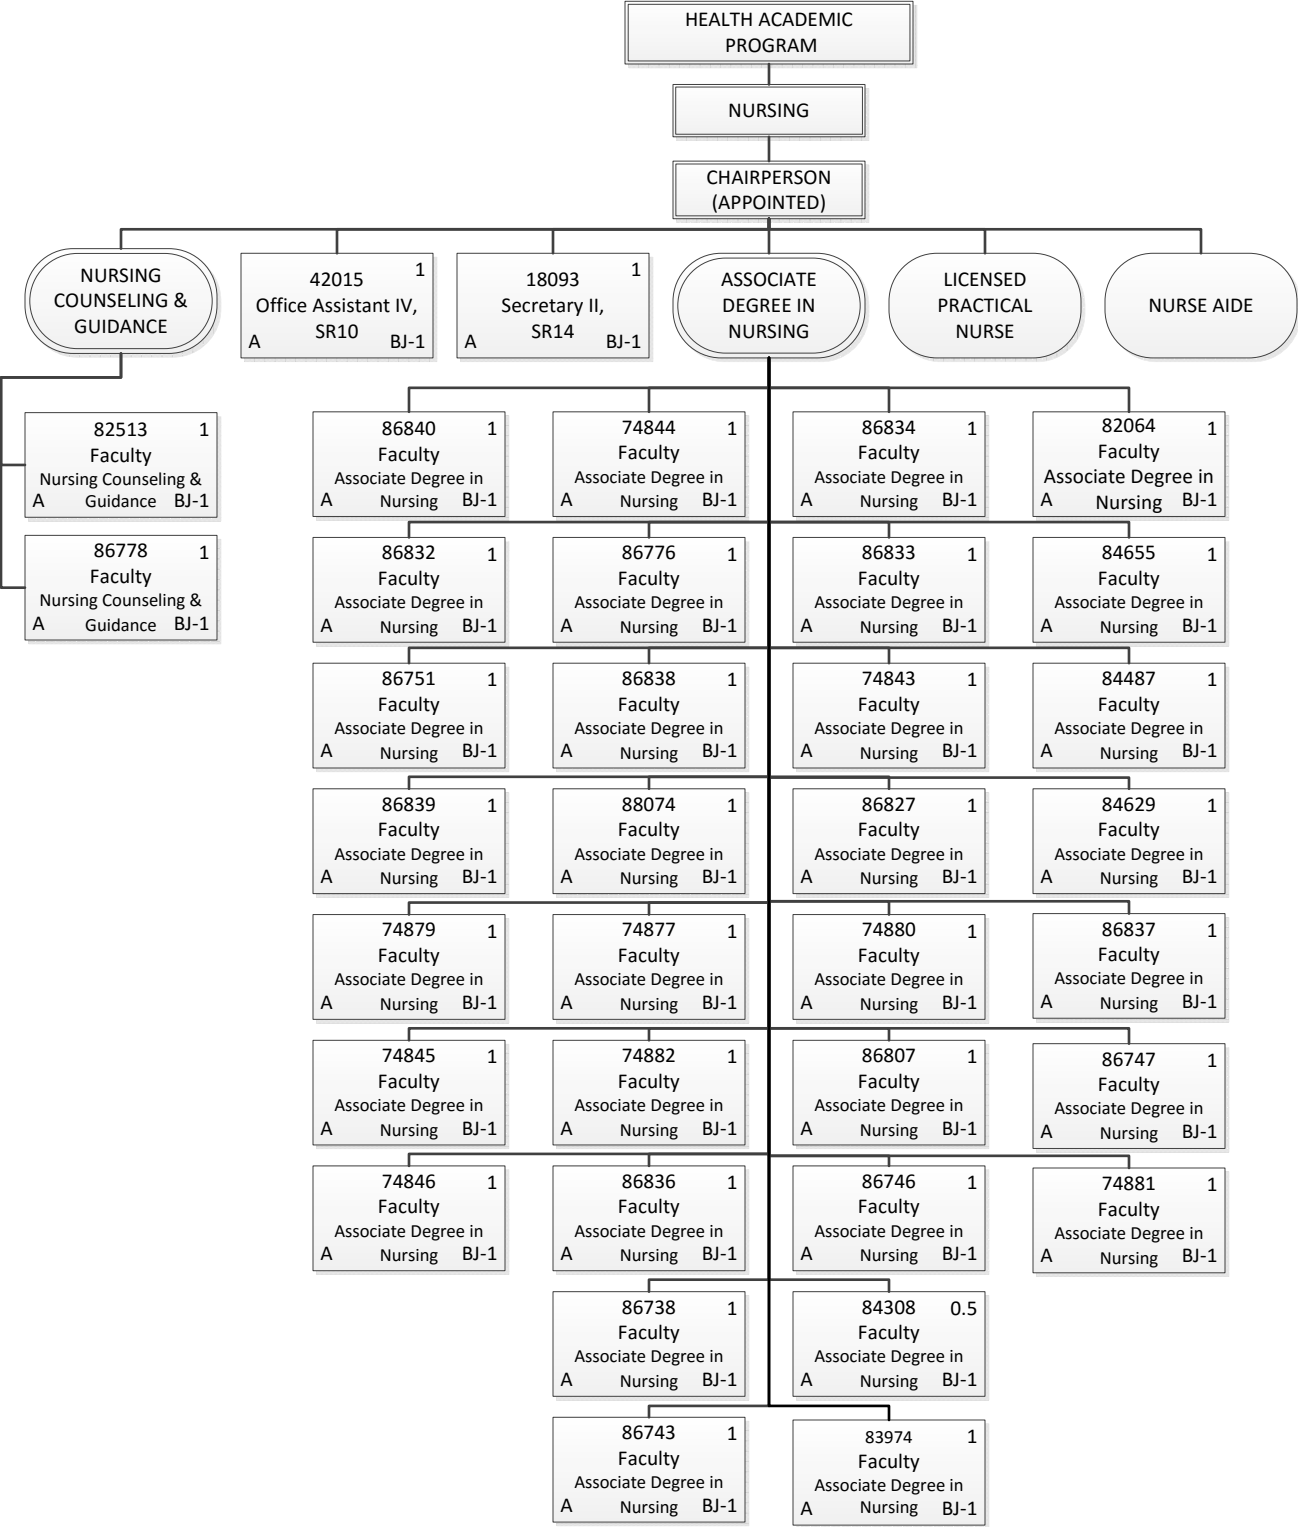 HEALTH ACADEMIC
PROGRAM
NURSING
CHAIRPERSON
(APPOINTED)
NURSING
COUNSELING &
GUIDANCE
42015 1
Office Assistant IV,
SR10
A BJ-1
18093 1
Secretary II,
SR14
A BJ-1
ASSOCIATE
DEGREE IN
NURSING
LICENSED
PRACTICAL
NURSE
NURSE AIDE
82513 1
Faculty
Nursing Counseling &
A Guidance BJ-1
86778 1
Faculty
Nursing Counseling &
A Guidance BJ-1
86840 1
Faculty
Associate Degree in
A Nursing BJ-1
74844 1
Faculty
Associate Degree in
A Nursing BJ-1
86834 1
Faculty
Associate Degree in
A Nursing BJ-1
82064 1
Faculty
Associate Degree in
A Nursing BJ-1
86832 1
Faculty
Associate Degree in
A Nursing BJ-1
86776 1
Faculty
Associate Degree in
A Nursing BJ-1
86833 1
Faculty
Associate Degree in
A Nursing BJ-1
84655 1
Faculty
Associate Degree in
A Nursing BJ-1
86751 1
Faculty
Associate Degree in
A Nursing BJ-1
86838 1
Faculty
Associate Degree in
A Nursing BJ-1
74843 1
Faculty
Associate Degree in
A Nursing BJ-1
84487 1
Faculty
Associate Degree in
A Nursing BJ-1
86839 1
Faculty
Associate Degree in
A Nursing BJ-1
88074 1
Faculty
Associate Degree in
A Nursing BJ-1
86827 1
Faculty
Associate Degree in
A Nursing BJ-1
84629 1
Faculty
Associate Degree in
A Nursing BJ-1
74879 1
Faculty
Associate Degree in
A Nursing BJ-1
74877 1
Faculty
Associate Degree in
A Nursing BJ-1
74880 1
Faculty
Associate Degree in
A Nursing BJ-1
86837 1
Faculty
Associate Degree in
A Nursing BJ-1
74845 1
Faculty
Associate Degree in
A Nursing BJ-1
74882 1
Faculty
Associate Degree in
A Nursing BJ-1
86807 1
Faculty
Associate Degree in
A Nursing BJ-1
86747 1
Faculty
Associate Degree in
A Nursing BJ-1
74846 1
Faculty
Associate Degree in
A Nursing BJ-1
86836 1
Faculty
Associate Degree in
A Nursing BJ-1
86746 1
Faculty
Associate Degree in
A Nursing BJ-1
74881 1
Faculty
Associate Degree in
A Nursing BJ-1
86738 1
Faculty
Associate Degree in
A Nursing BJ-1
84308 0.5
Faculty
Associate Degree in
A Nursing BJ-1
86743 1
Faculty
Associate Degree in
A Nursing BJ-1
83974 1
Faculty
Associate Degree in
A Nursing BJ-1